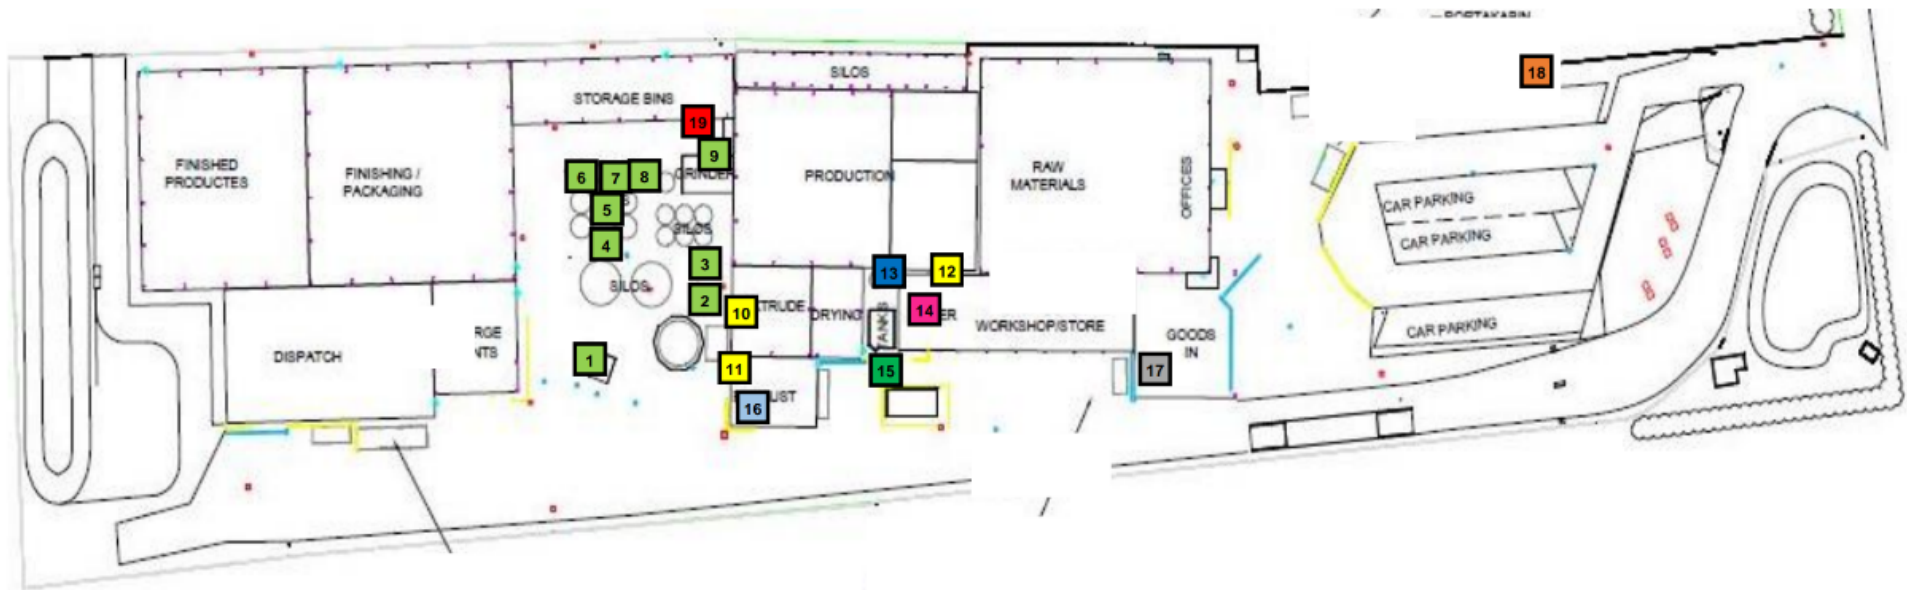 SILOS
18
STORAGE BINS
19
9
FINISHED
PRODUCTES
FINISHING /
PACKAGING
6
7
8
GRINDER
PRODUCTION
RAW
MATERIALS
OFFICES
5
4
SILOS
CAR PARKING
CAR PARKING
3
13
12
SILOS
2
10
TRUDE
DRYING
TANKS
14
ER
WORKSHOP/STORE
GOODS
IN
CAR PARKING
DISPATCH
RGE
NTS
1
11
15
17
16
UST